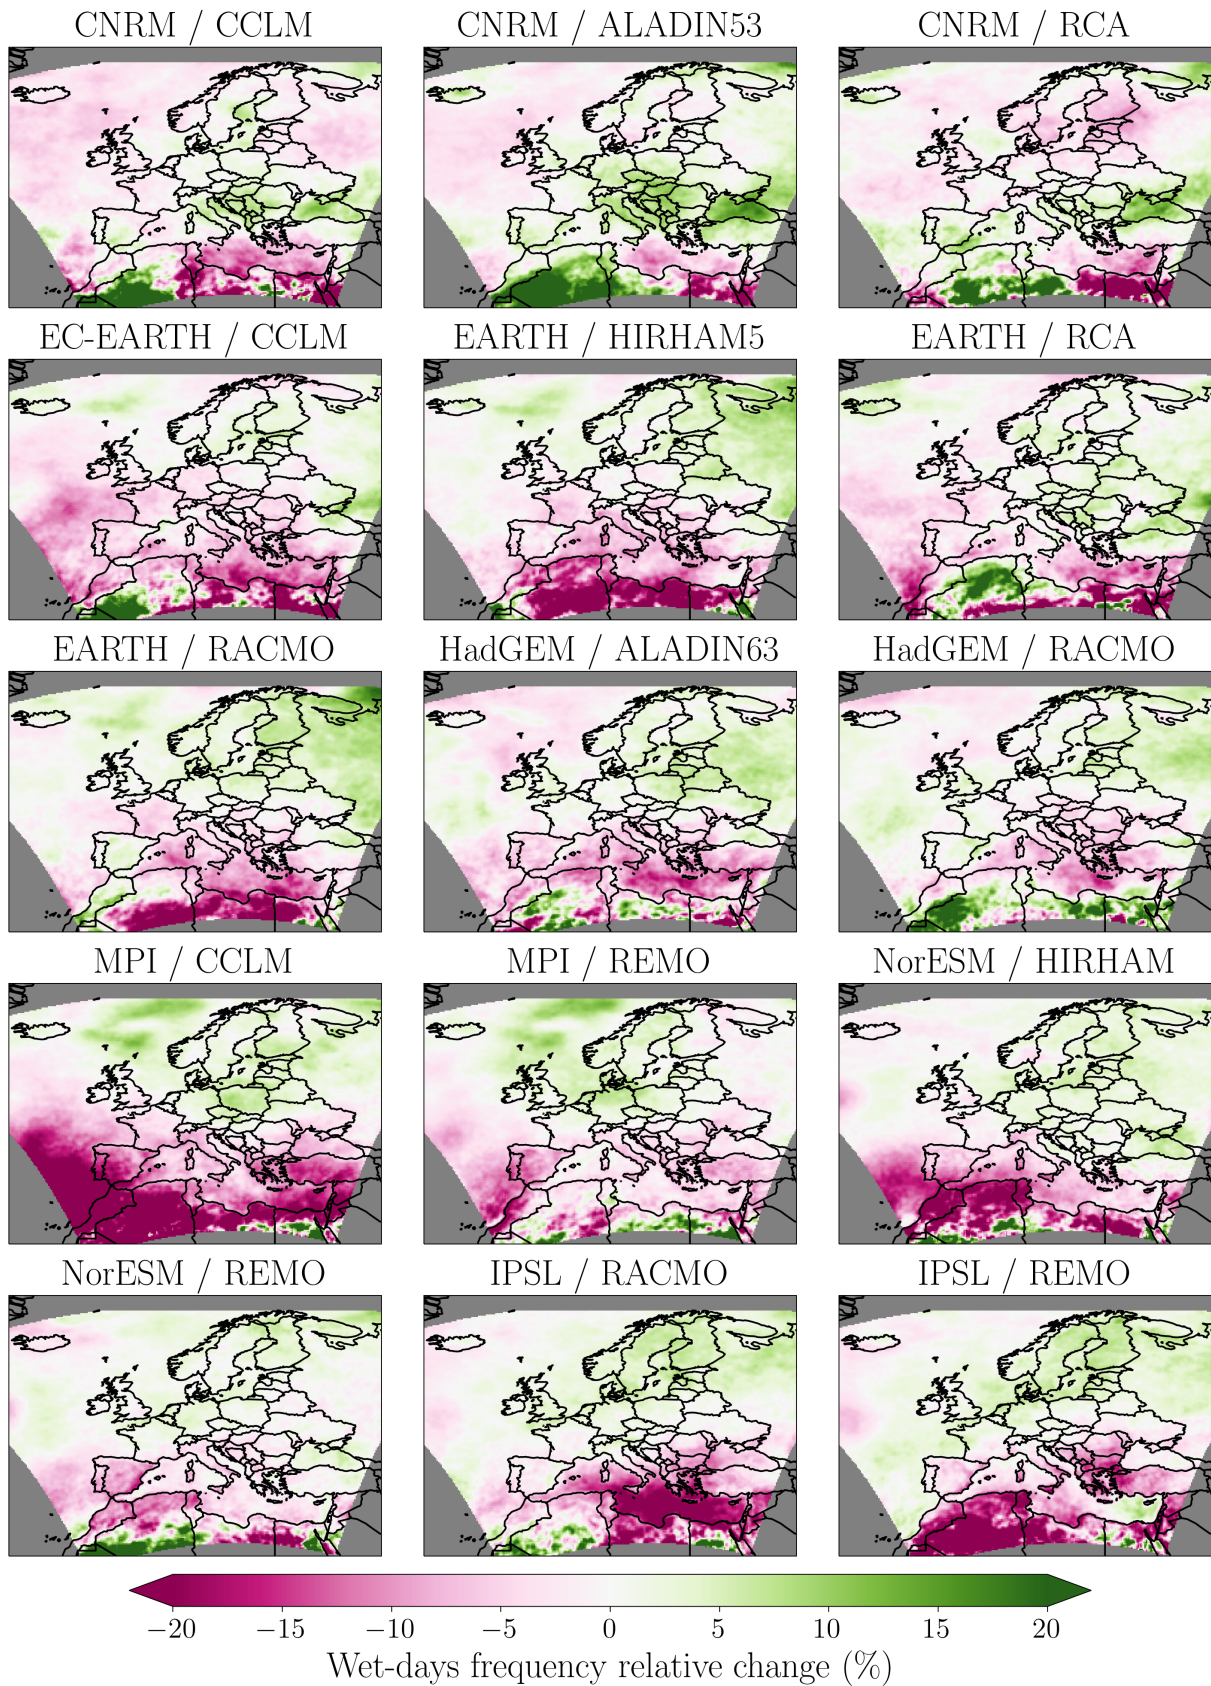 CNRM / CCLM
CNRM / ALADIN53
CNRM / RCA
EC-EARTH / CCLM
EARTH / HIRHAM5
EARTH / RCA
EARTH / RACMO
HadGEM / ALADIN63
HadGEM / RACMO
MPI / CCLM
MPI / REMO
NorESM / HIRHAM
NorESM / REMO
IPSL / RACMO
IPSL / REMO
−20 −15 −10 −5 0 5 10 15 20
Wet-days frequency relative change (%)